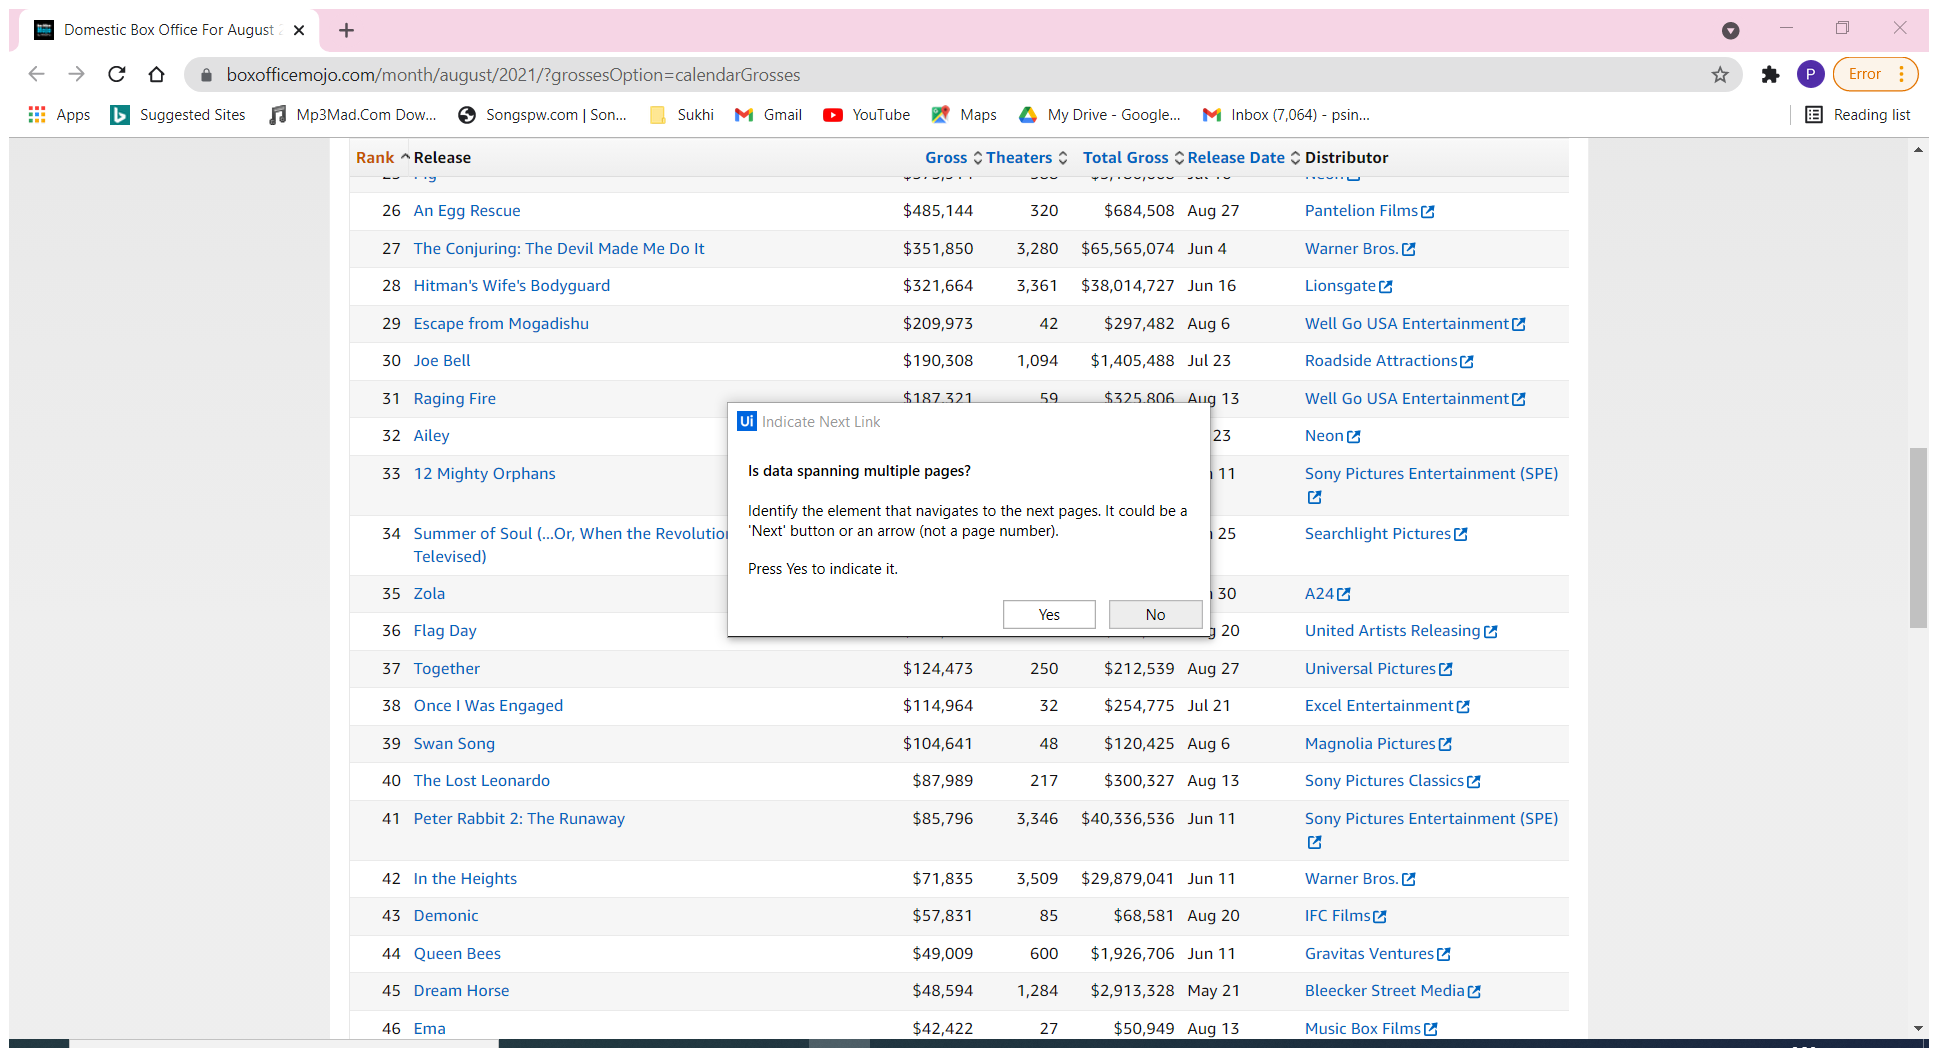 Domestic Box Office For August 2
boxofficemojo.com/month/august/2021/?grossesOption=calendarGrosses
P
Error
Apps
Suggested Sites
Mp3Mad.Com Dow...
Songspw.com | Son...
Sukhi
Gmail
YouTube
Maps
My Drive - Google...
Inbox (7,064) - psin...
Reading list
Rank Release Gross Theaters Total Gross Release Date Distributor
26 An Egg Rescue $485,144 320 $684,508 Aug 27 Pantelion Films
27 The Conjuring: The Devil Made Me Do It $351,850 3,280 $65,565,074 Jun 4 Warner Bros.
28 Hitman's Wife's Bodyguard $321,664 3,361 $38,014,727 Jun 16 Lionsgate
29 Escape from Mogadishu $209,973 42 $297,482 Aug 6 Well Go USA Entertainment
30 Joe Bell $190,308 1,094 $1,405,488 Jul 23 Roadside Attractions
31 Raging Fire $187,321 59 $325,806 Aug 13 Well Go USA Entertainment
32 Ailey 23 Neon
33 12 Mighty Orphans 11 Sony Pictures Entertainment (SPE)
34 Summer of Soul (...Or, When the Revolution 25 Searchlight Pictures
Televised)
35 Zola 30 A24
36 Flag Day 20 United Artists Releasing
37 Together $124,473 250 $212,539 Aug 27 Universal Pictures
38 Once I Was Engaged $114,964 32 $254,775 Jul 21 Excel Entertainment
39 Swan Song $104,641 48 $120,425 Aug 6 Magnolia Pictures
40 The Lost Leonardo $87,989 217 $300,327 Aug 13 Sony Pictures Classics
41 Peter Rabbit 2: The Runaway $85,796 3,346 $40,336,536 Jun 11 Sony Pictures Entertainment (SPE)
42 In the Heights $71,835 3,509 $29,879,041 Jun 11 Warner Bros.
43 Demonic $57,831 85 $68,581 Aug 20 IFC Films
44 Queen Bees $49,009 600 $1,926,706 Jun 11 Gravitas Ventures
45 Dream Horse $48,594 1,284 $2,913,328 May 21 Bleecker Street Media
46 Ema $42,422 27 $50,949 Aug 13 Music Box Films
Ui Indicate Next Link
Is data spanning multiple pages?
Identify the element that navigates to the next pages. It could be a
'Next' button or an arrow (not a page number).
Press Yes to indicate it.
Yes
No